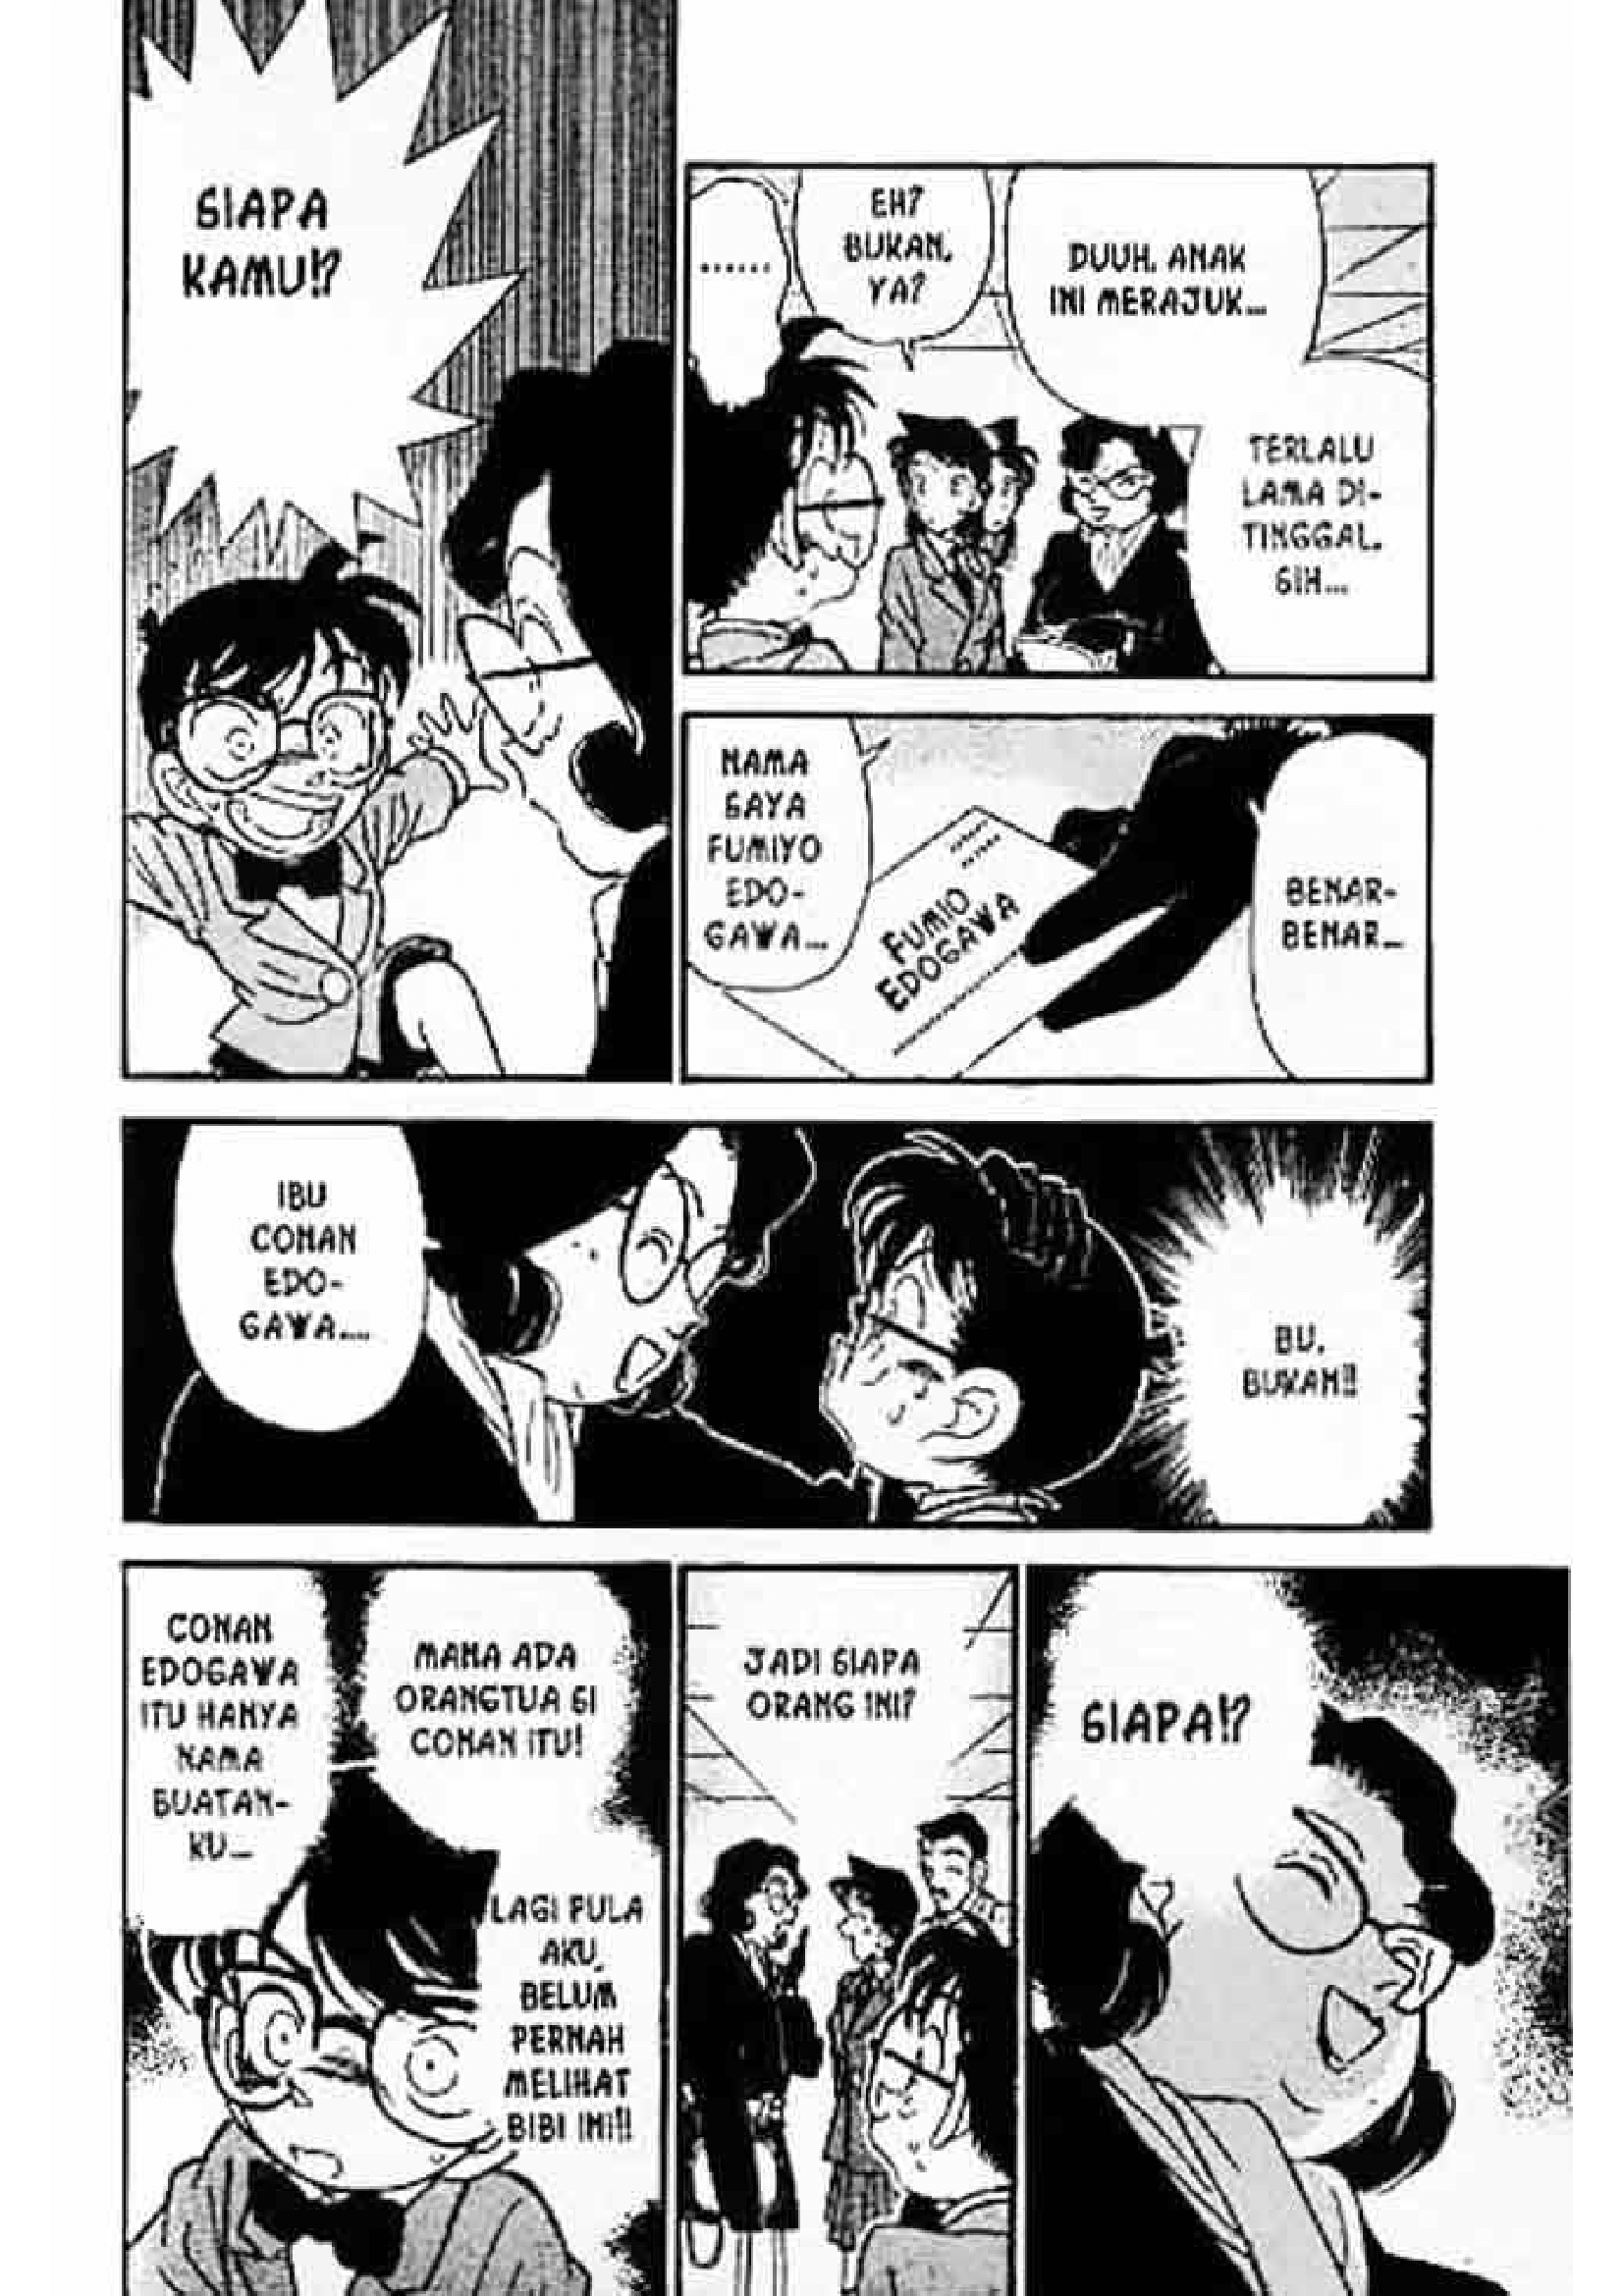 DUUH, ANAK
INI MERAJUK...
TERLALU
LAMA DI-
TINGGAL,
SIH...
EH?
BUKAN,
YA?
......
BENAR-
BENAR...
FUMIO
EDOGAWA
NAMA
SAYA
FUMIYO
EDO-
GAWA...
SIAPA
KAMU!?
BU,
BUKAN!!
IBU
CONAN
EDO-
GAWA....
SIAPA!?
JADI SIAPA
ORANG INI?
MANA ADA
ORANGTUA SI
CONAN ITU!
LAGI PULA
AKU,
BELUM
PERNAH
MELIHAT
BIBI INI!!
CONAN
EDOGAWA
ITU HANYA
NAMA
BUATAN-
KU...